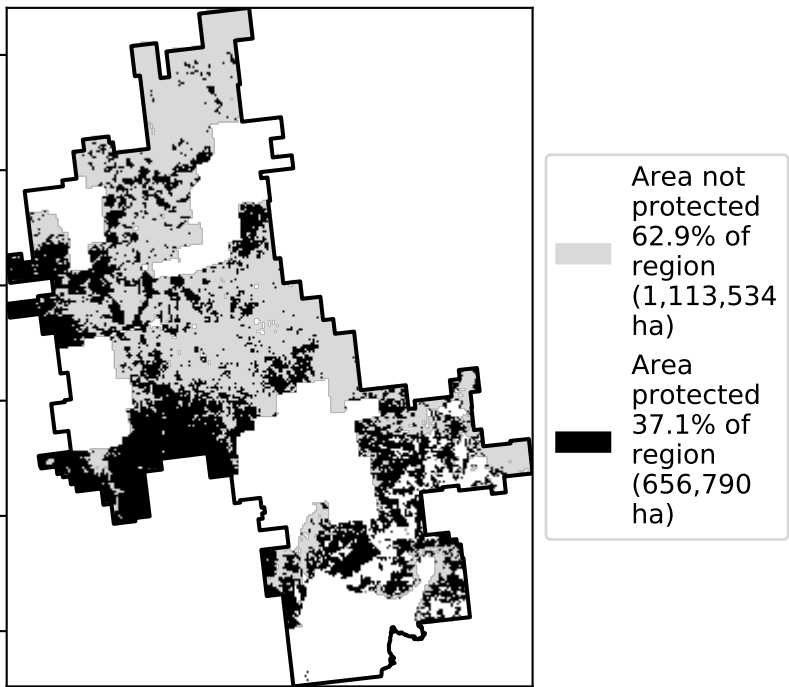 Area not
protected
62.9% of
region
(1,113,534
ha)
Area
protected
37.1% of
region
(656,790
ha)